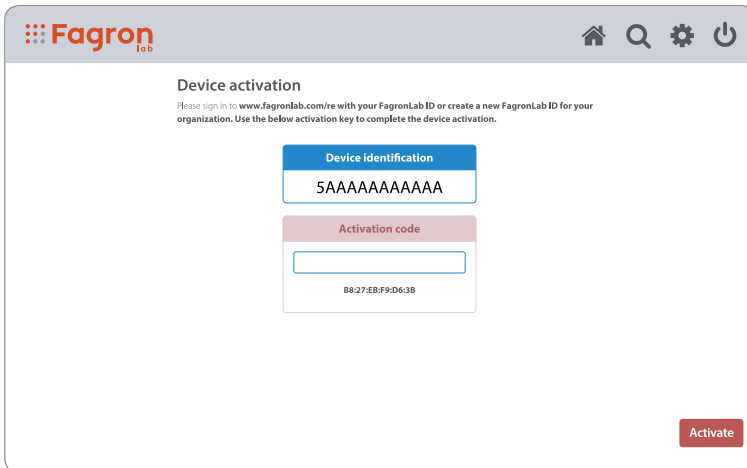 Fagron
lab
Device activation
Please sign in to www.fagronlab.com/re with your FagronLab ID or create a new FagronLab ID for your
organization. Use the below activation key to complete the device activation.
Device identification
5AAAAAAAAAAA
Activation code
B8:27:EB:F9:D6:3B
Activate